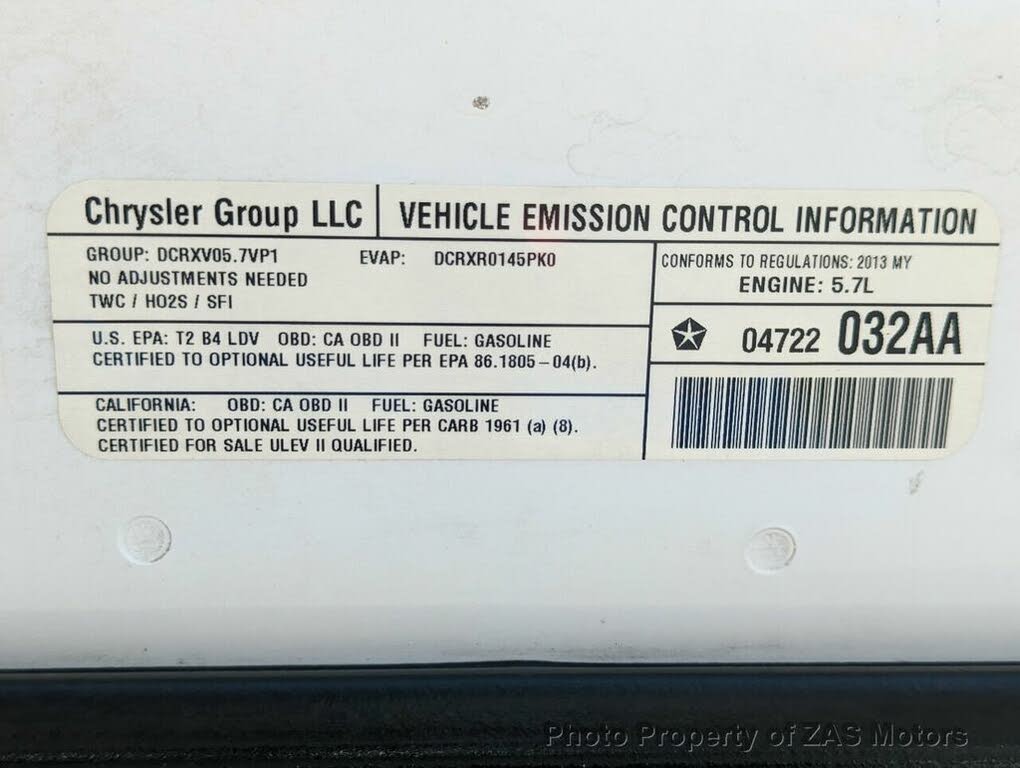 Chrysler Group LLC
VEHICLE EMISSION CONTROL INFORMATION
GROUP: DCRXV05.7VP1 EVAP: DCRXR0145PK0
NO ADJUSTMENTS NEEDED
TWC / HO2S / SFI
CONFORMS TO REGULATIONS: 2013 MY
ENGINE: 5.7L
U.S. EPA: T2 B4 LDV OBD: CA OBD II FUEL: GASOLINE
CERTIFIED TO OPTIONAL USEFUL LIFE PER EPA 86.1805-04(b).
04722 032AA
CALIFORNIA: OBD: CA OBD II FUEL: GASOLINE
CERTIFIED TO OPTIONAL USEFUL LIFE PER CARB 1961 (a) (8).
CERTIFIED FOR SALE ULEV II QUALIFIED.
Photo Property of ZAS Motors